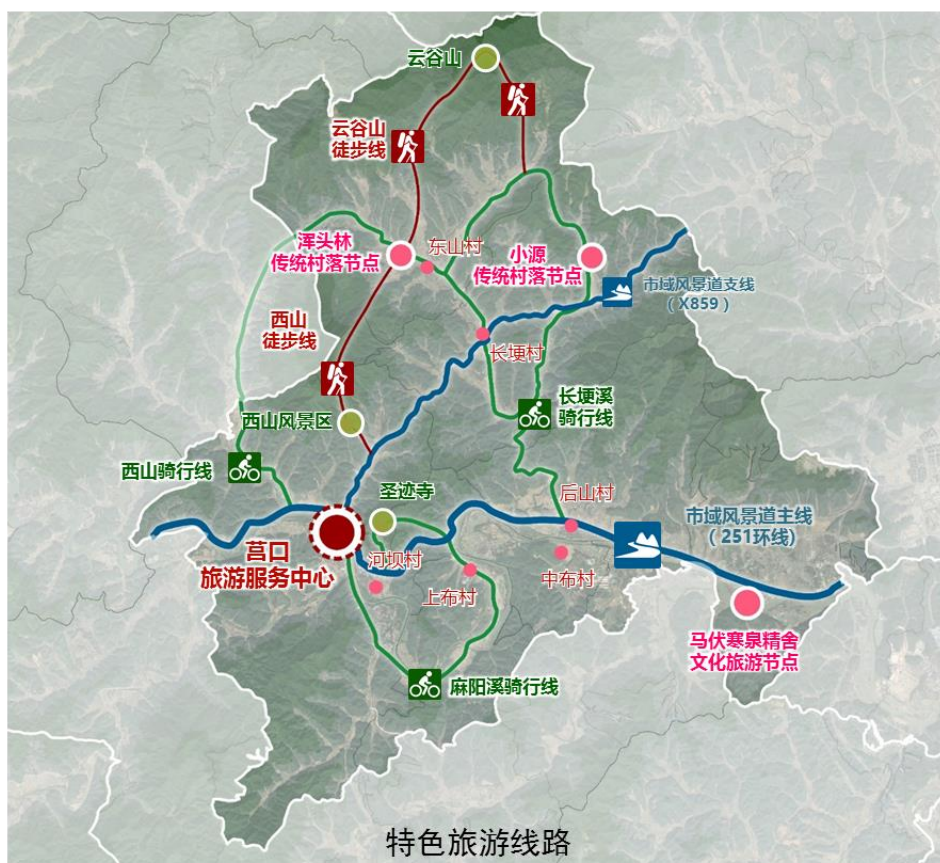 云谷山
云谷山
徒步线
浑头林
传统村落节点
东山村
小源
传统村落节点
市域风景道支线
（X859）
西山
徒步线
长埂村
长埂溪
骑行线
西山风景区
西山骑行线
圣迹寺
后山村
市域风景道主线
（251环线)
莒口
旅游服务中心
河坝村
中布村
上布村
马伏寒泉精舍
文化旅游节点
麻阳溪骑行线
特色旅游线路